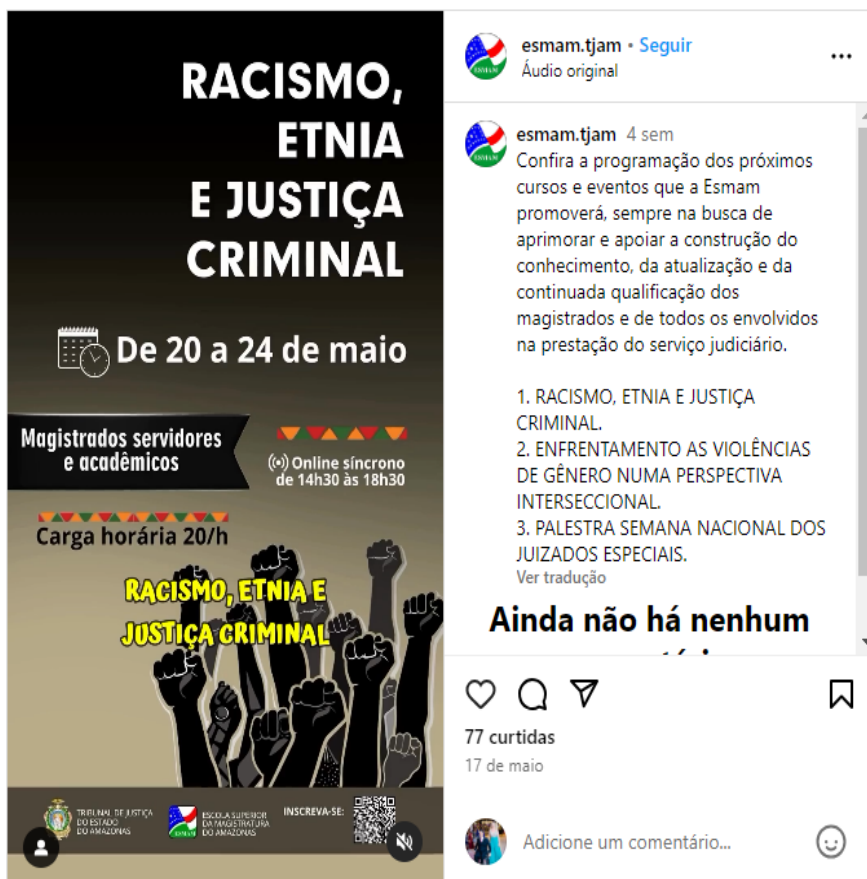 RACISMO,
ETNIA
E JUSTIÇA
CRIMINAL
De 20 a 24 de maio
Magistrados servidores
e acadêmicos
Online síncrono
de 14h30 às 18h30
Carga horária 20/h
RACISMO, ETNIA E
JUSTIÇA CRIMINAL
TRIBUNAL DE JUSTIÇA
DO ESTADO
DO AMAZONAS
ESMAM
ESCOLA SUPERIOR
DA MAGISTRATURA
DO AMAZONAS
INSCREVA-SE:
esmam.tjam • Seguir
Áudio original
esmam.tjam 4 sem
Confira a programação dos próximos
cursos e eventos que a Esmam
promoverá, sempre na busca de
aprimorar e apoiar a construção do
conhecimento, da atualização e da
continuada qualificação dos
magistrados e de todos os envolvidos
na prestação do serviço judiciário.
1. RACISMO, ETNIA E JUSTIÇA
CRIMINAL.
2. ENFRENTAMENTO AS VIOLÊNCIAS
DE GÊNERO NUMA PERSPECTIVA
INTERSECCIONAL.
3. PALESTRA SEMANA NACIONAL DOS
JUIZADOS ESPECIAIS.
Ver tradução
Ainda não há nenhum
77 curtidas
17 de maio
Adicione um comentário...